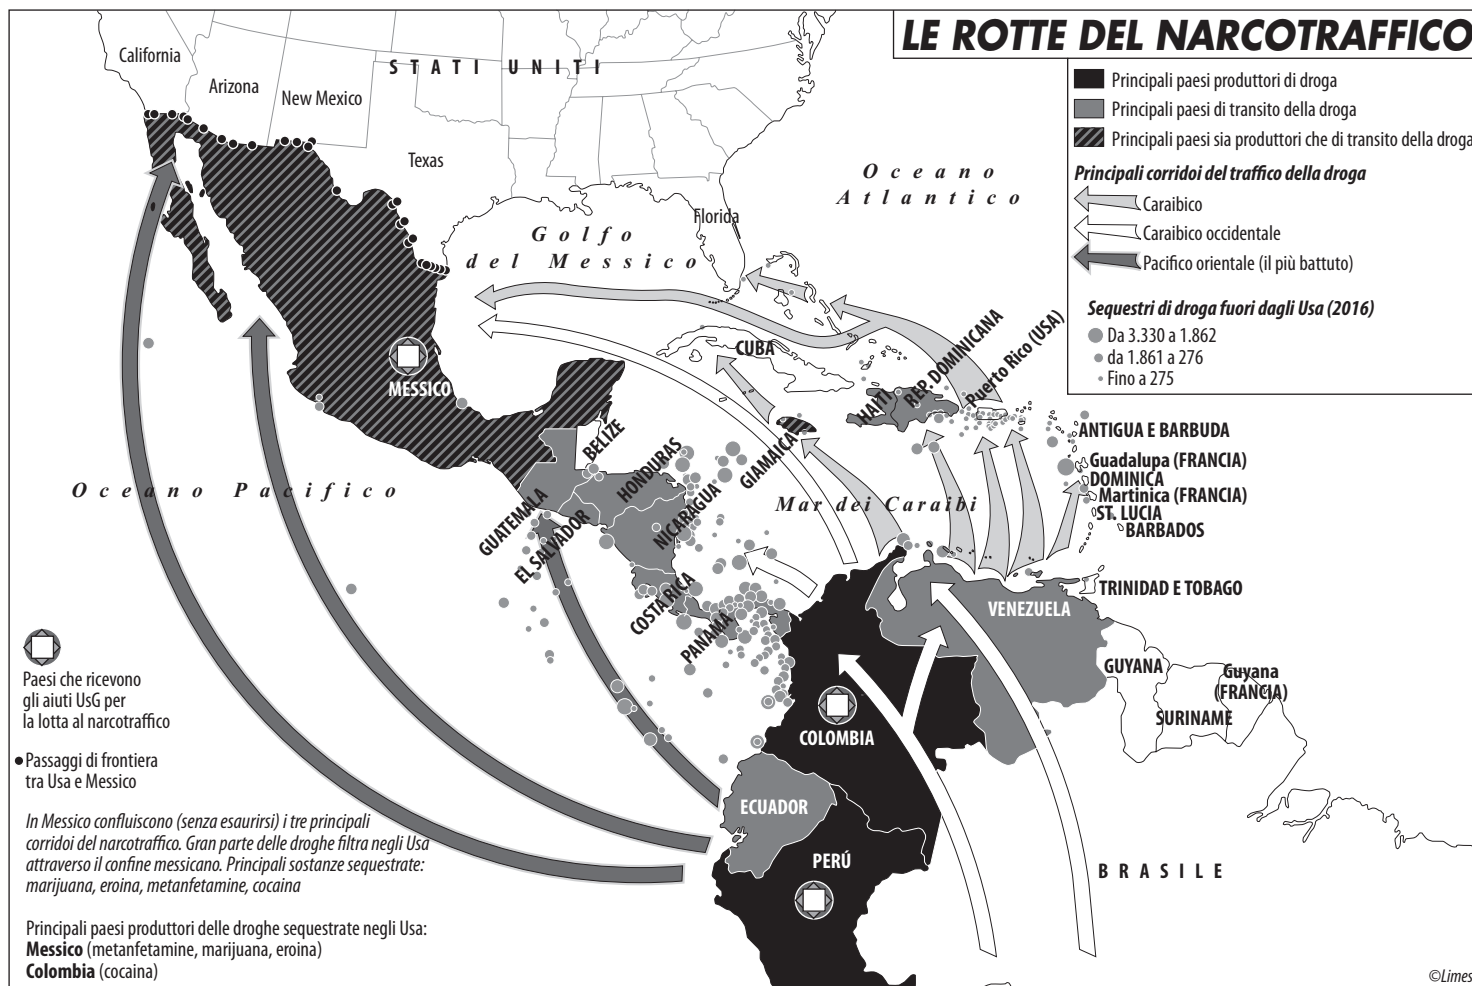 LE ROTTE DEL NARCOTRAFFICO
Principali paesi produttori di droga
Principali paesi di transito della droga
Principali paesi sia produttori che di transito della droga
Principali corridoi del traffico della droga
Caraibico
Caraibico occidentale
Pacifico orientale (il più battuto)
Sequestri di droga fuori dagli Usa (2016)
Da 3.330 a 1.862
da 1.861 a 276
Fino a 275
California
Arizona
New Mexico
STATI UNITI
Texas
Florida
Oceano
Atlantico
Golfo
del Messico
MESSICO
CUBA
HAITI
REP. DOMINICANA
Puerto Rico (USA)
GIAMAICA
BELIZE
HONDURAS
GUATEMALA
EL SALVADOR
NICARAGUA
COSTA RICA
PANAMÁ
Oceano Pacifico
Mar dei Caraibi
ANTIGUA E BARBUDA
Guadalupa (FRANCIA)
DOMINICA
Martinica (FRANCIA)
ST. LUCIA
BARBADOS
TRINIDAD E TOBAGO
VENEZUELA
GUYANA
Guyana
(FRANCIA)
SURINAME
COLOMBIA
ECUADOR
PERÚ
BRASILE
Paesi che ricevono
gli aiuti UsG per
la lotta al narcotraffico
Passaggi di frontiera
tra Usa e Messico
In Messico confluiscono (senza esaurirsi) i tre principali
corridoi del narcotraffico. Gran parte delle droghe filtra negli Usa
attraverso il confine messicano. Principali sostanze sequestrate:
marijuana, eroina, metanfetamine, cocaina
Principali paesi produttori delle droghe sequestrate negli Usa:
Messico (metanfetamine, marijuana, eroina)
Colombia (cocaina)
©Limes